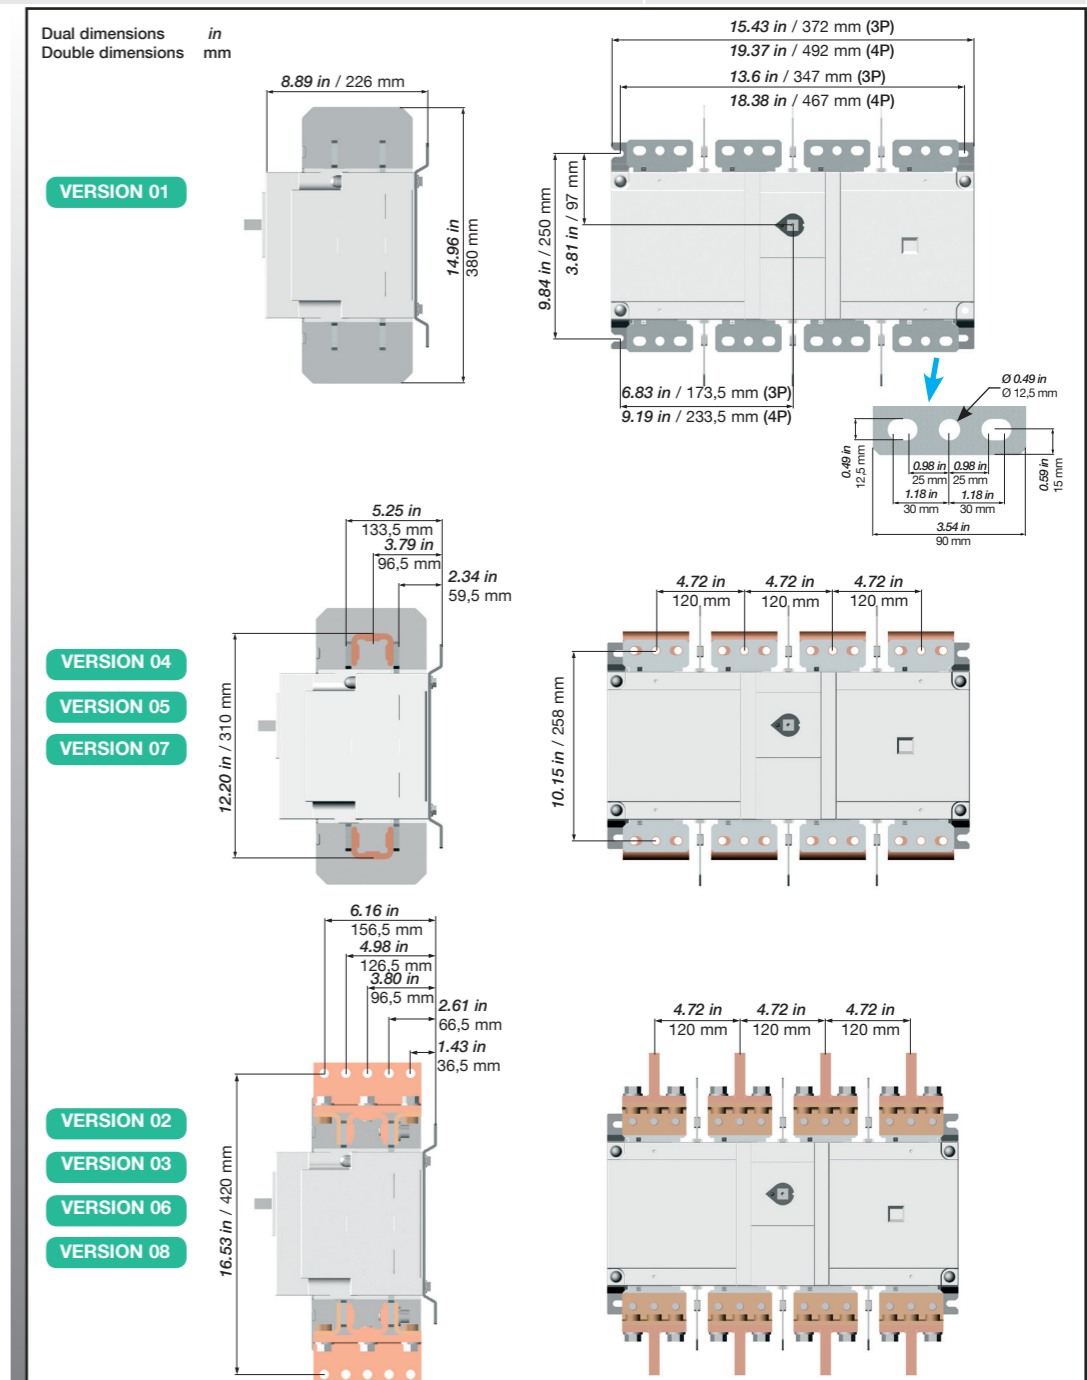 Dual dimensions in
Double dimensions mm
8.89 in / 226 mm
14.96 in
380 mm
VERSION 01
15.43 in / 372 mm (3P)
19.37 in / 492 mm (4P)
13.6 in / 347 mm (3P)
18.38 in / 467 mm (4P)
9.84 in / 250 mm
3.81 in / 97 mm
6.83 in / 173,5 mm (3P)
9.19 in / 233,5 mm (4P)
Ø 0.49 in
Ø 12,5 mm
0.49 in
12,5 mm
0.98 in 0.98 in
25 mm 25 mm
1.18 in 1.18 in
30 mm 30 mm
3.54 in
90 mm
0.59 in
15 mm
5.25 in
133,5 mm
3.79 in
96,5 mm
2.34 in
59,5 mm
12.20 in / 310 mm
VERSION 04
VERSION 05
VERSION 07
4.72 in 4.72 in 4.72 in
120 mm 120 mm 120 mm
10.15 in / 258 mm
6.16 in
156,5 mm
4.98 in
126,5 mm
3.80 in
96,5 mm
2.61 in
66,5 mm
1.43 in
36,5 mm
16.53 in / 420 mm
VERSION 02
VERSION 03
VERSION 06
VERSION 08
4.72 in 4.72 in 4.72 in
120 mm 120 mm 120 mm